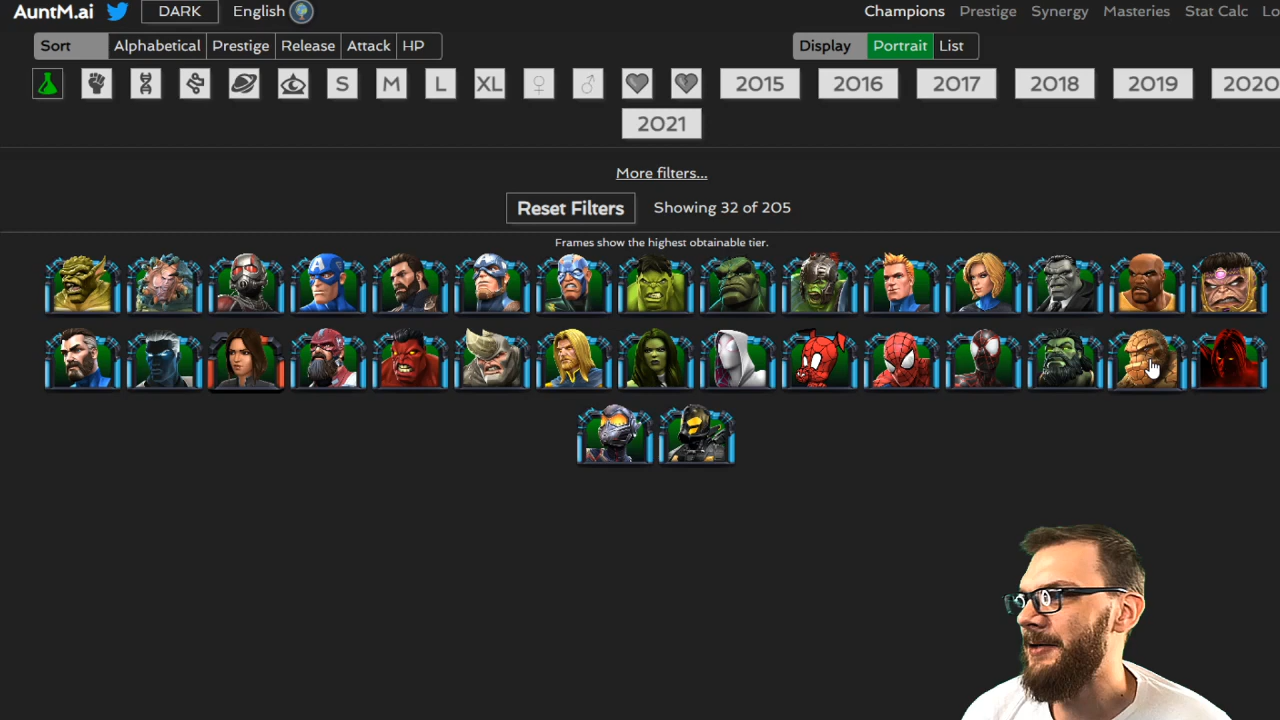 AuntM.ai DARK English Champions Prestige Synergy Masteries Stat Calc Lo
Sort Alphabetical Prestige Release Attack HP Display Portrait List
S M L XL ♀ ♂ 2015 2016 2017 2018 2019 2020
2021
More filters...
Reset Filters Showing 32 of 205
Frames show the highest obtainable tier.